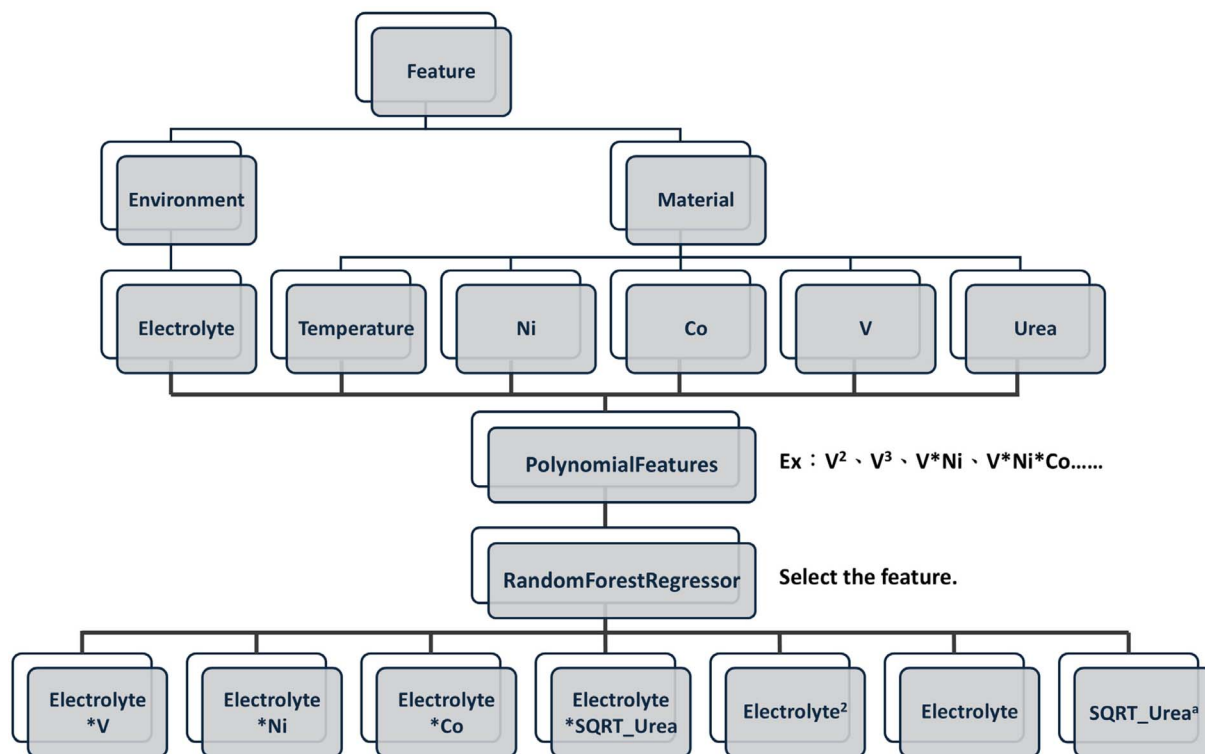 Feature
Environment
Material
Electrolyte
Temperature
Ni
Co
V
Urea
PolynomialFeatures
Ex：V²、V³、V*Ni、V*Ni*Co……
RandomForestRegressor
Select the feature.
Electrolyte
*V
Electrolyte
*Ni
Electrolyte
*Co
Electrolyte
*SQRT_Urea
Electrolyte²
Electrolyte
SQRT_Ureaᵃ